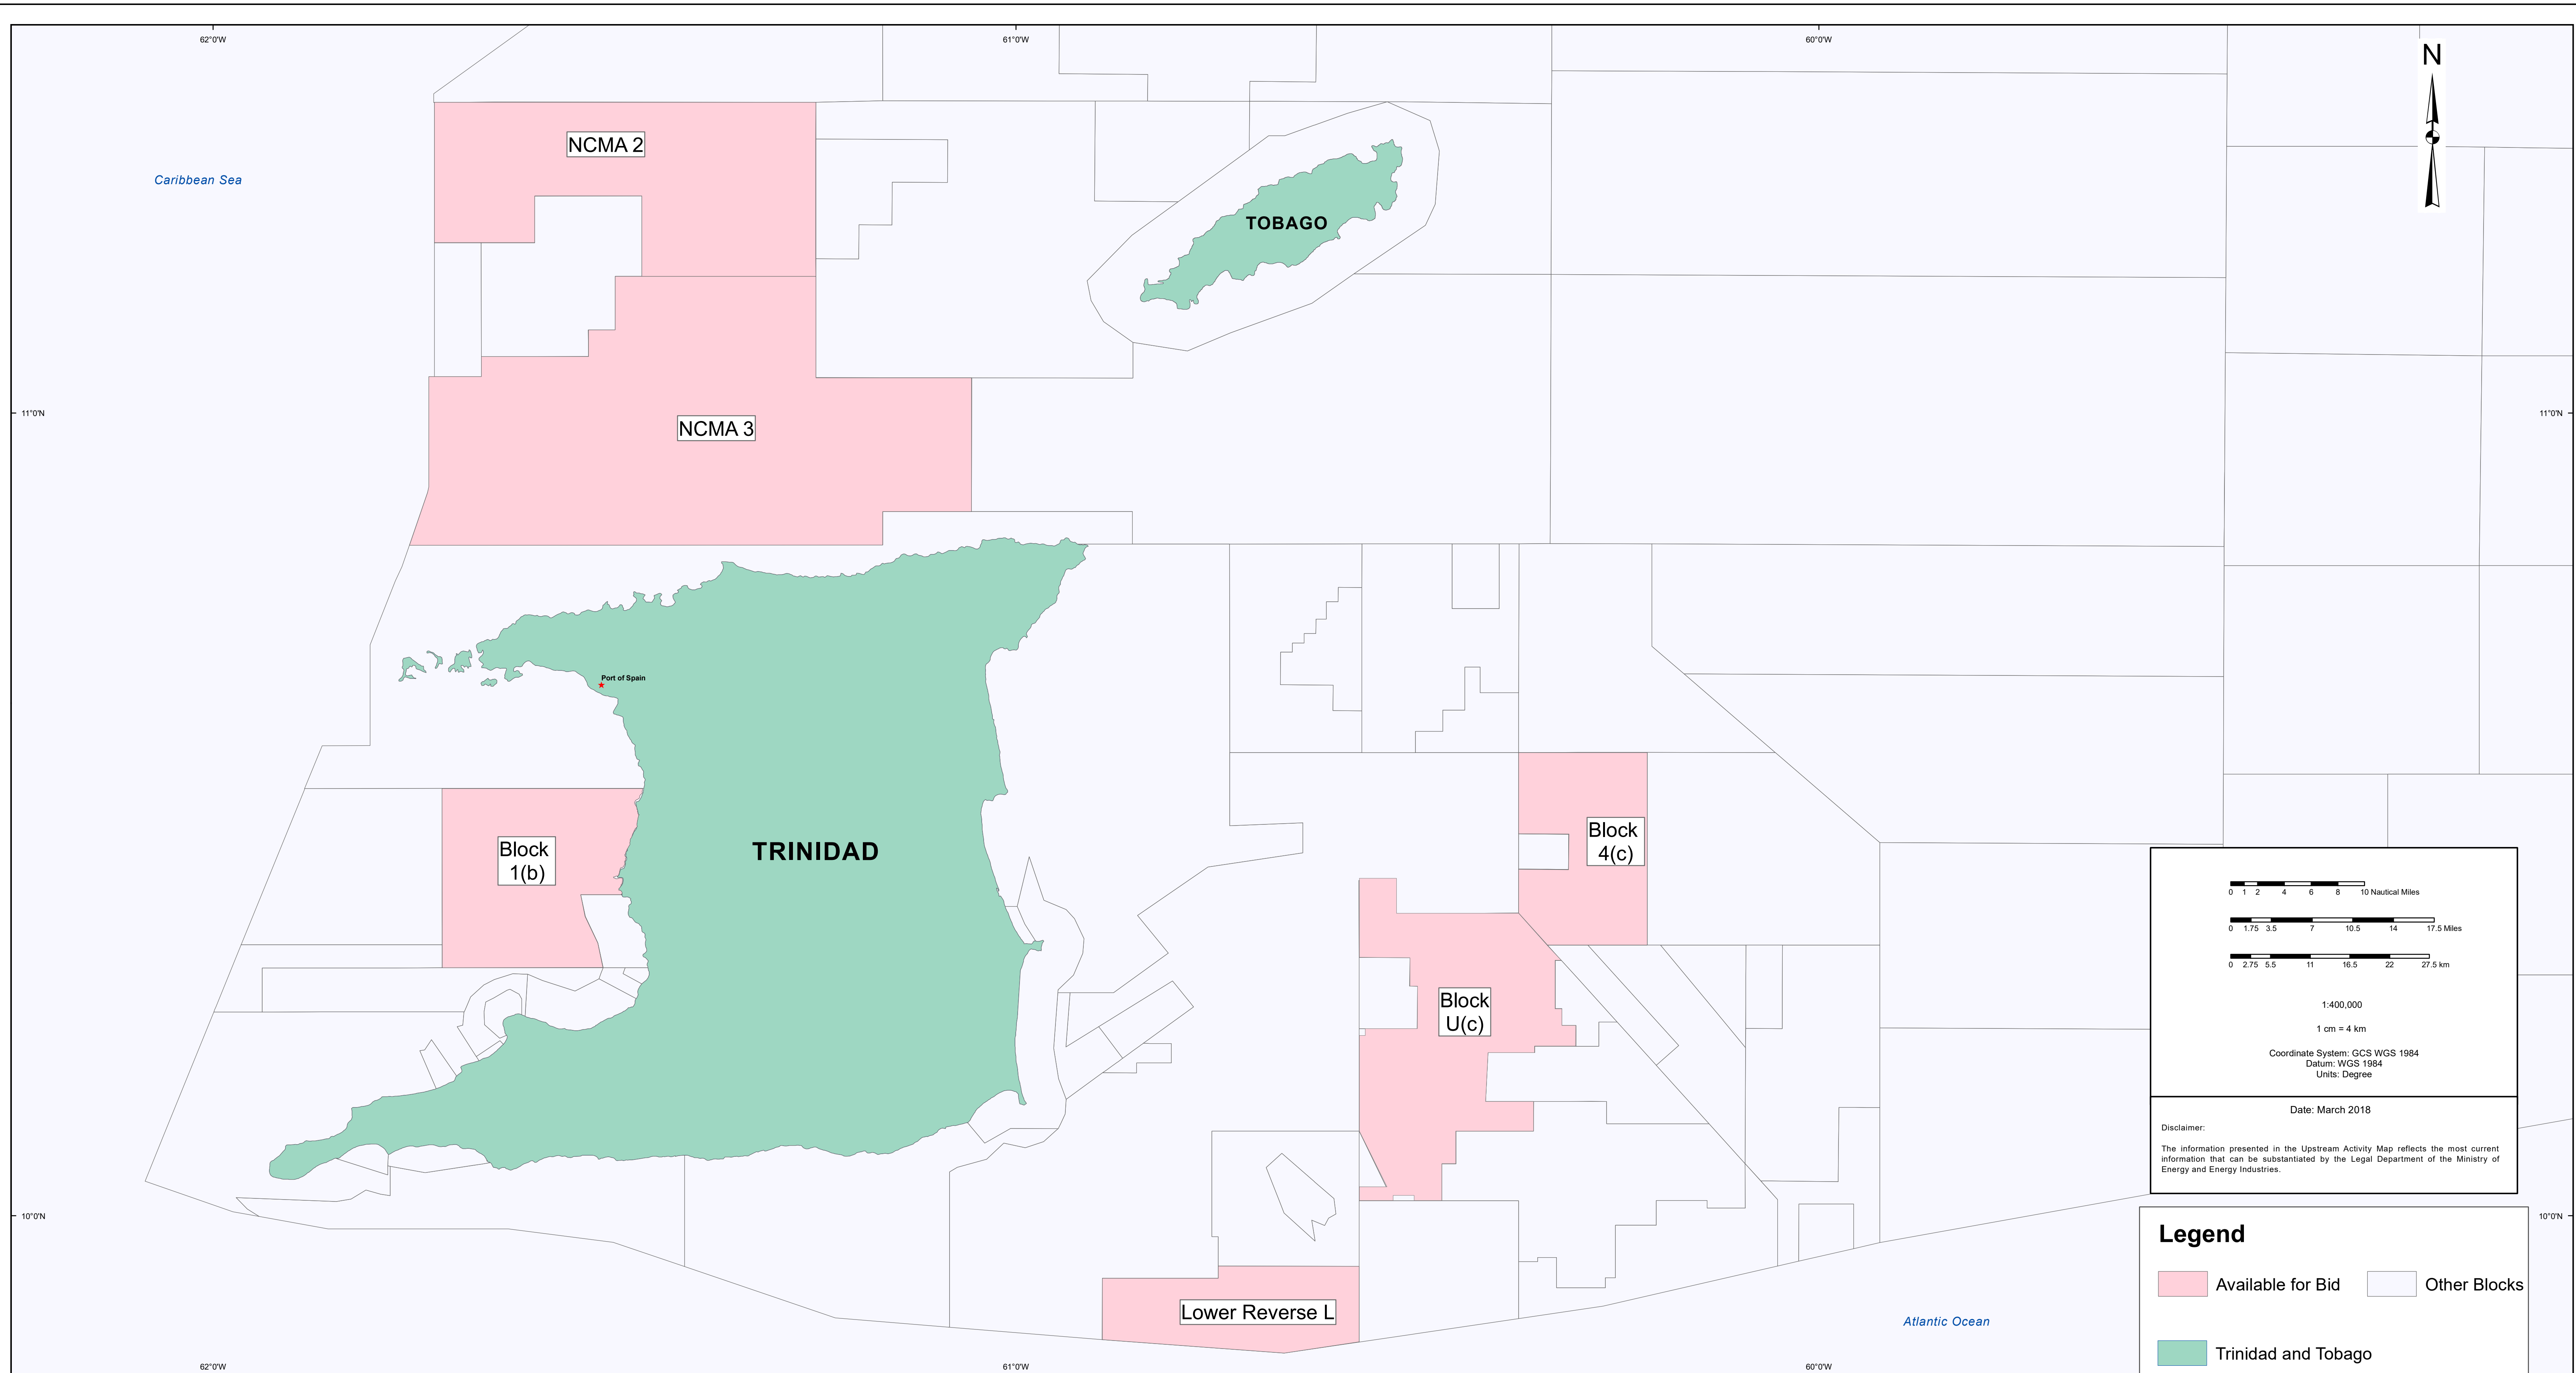 62°0'W
61°0'W
60°0'W
N
NCMA 2
Caribbean Sea
TOBAGO
11°0'N
11°0'N
NCMA 3
Port of Spain
TRINIDAD
Block
1(b)
Block
4(c)
Block
U(c)
0 1 2 4 6 8 10 Nautical Miles
0 1.75 3.5 7 10.5 14 17.5 Miles
0 2.75 5.5 11 16.5 22 27.5 km
1:400,000
1 cm = 4 km
Coordinate System: GCS WGS 1984
Datum: WGS 1984
Units: Degree
Date: March 2018
Disclaimer:
The information presented in the Upstream Activity Map reflects the most current
information that can be substantiated by the Legal Department of the Ministry of
Energy and Energy Industries.
10°0'N
10°0'N
Legend
Available for Bid
Other Blocks
Lower Reverse L
Atlantic Ocean
Trinidad and Tobago
62°0'W
61°0'W
60°0'W